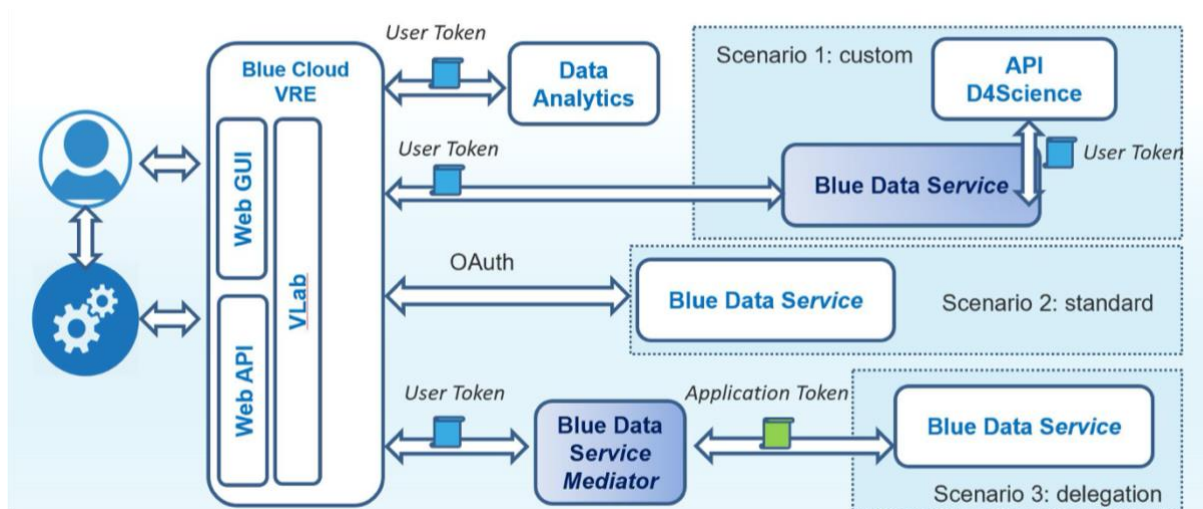 User Token
Blue Cloud
VRE
Web GUI
Web API
VLab
Data
Analytics
Scenario 1: custom
API
D4Science
User Token
User Token
Blue Data Service
OAuth
Blue Data Service
Scenario 2: standard
User Token
Blue Data
Service
Mediator
Application Token
Blue Data Service
Scenario 3: delegation